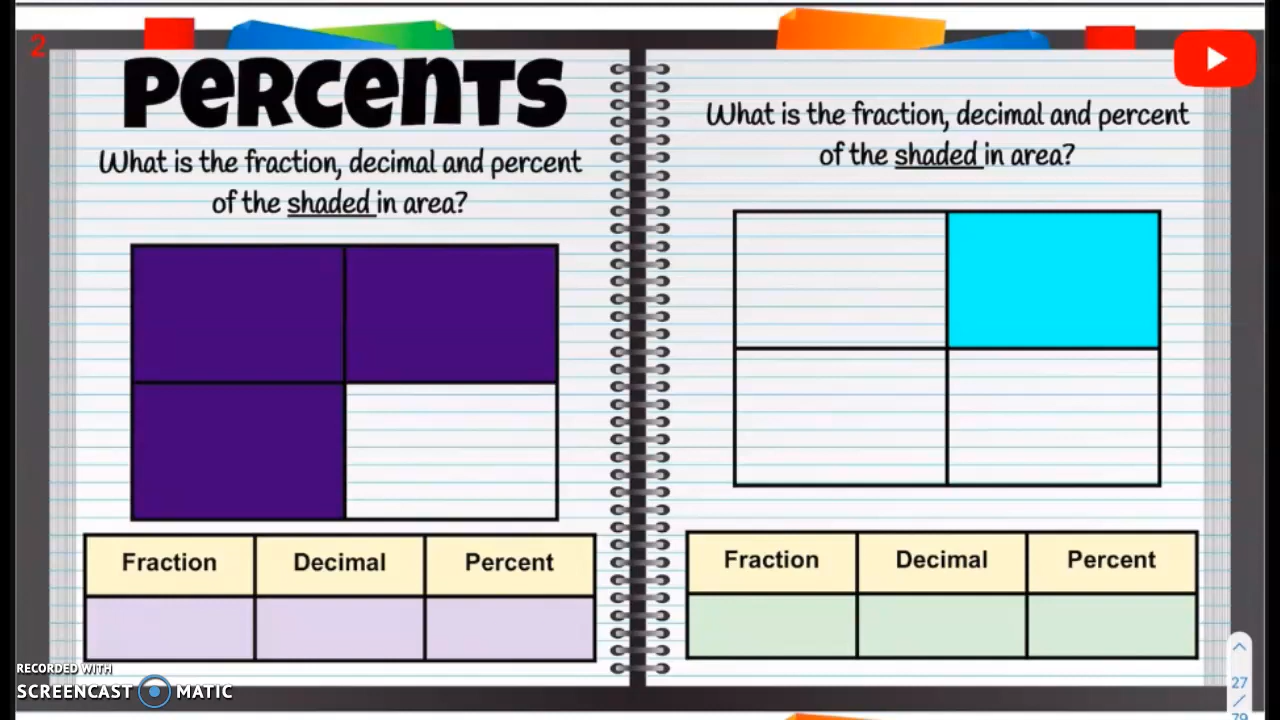 2
PERCENTS
What is the fraction, decimal and percent
of the shaded in area?
Fraction Decimal Percent
What is the fraction, decimal and percent
of the shaded in area?
Fraction Decimal Percent
RECORDED WITH
SCREENCAST MATIC
27
/
79